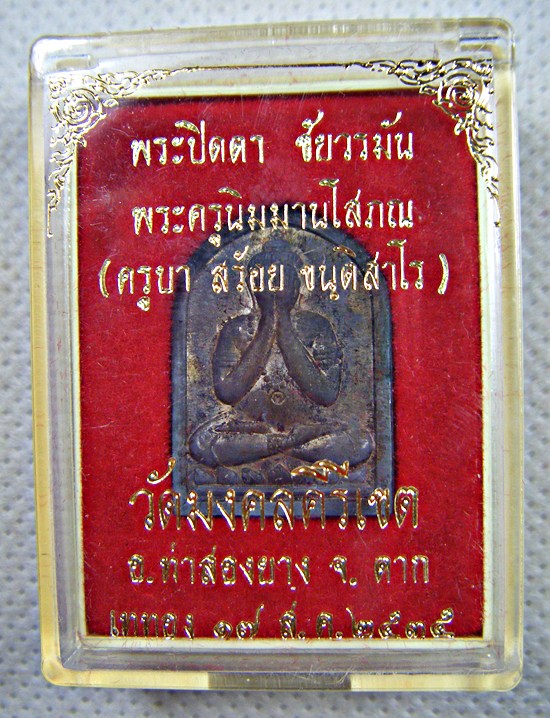 พระปิดตา ชัยวรมัน
พระครูนิมมานโสภณ
(ครูบา สร้อย ขนฺติสาโร)
วัดมงคลคีรีเขต
อ.ท่าสองยาง จ. ตาก
เททอง ๑๗ ส.ค.๒๕๓๕